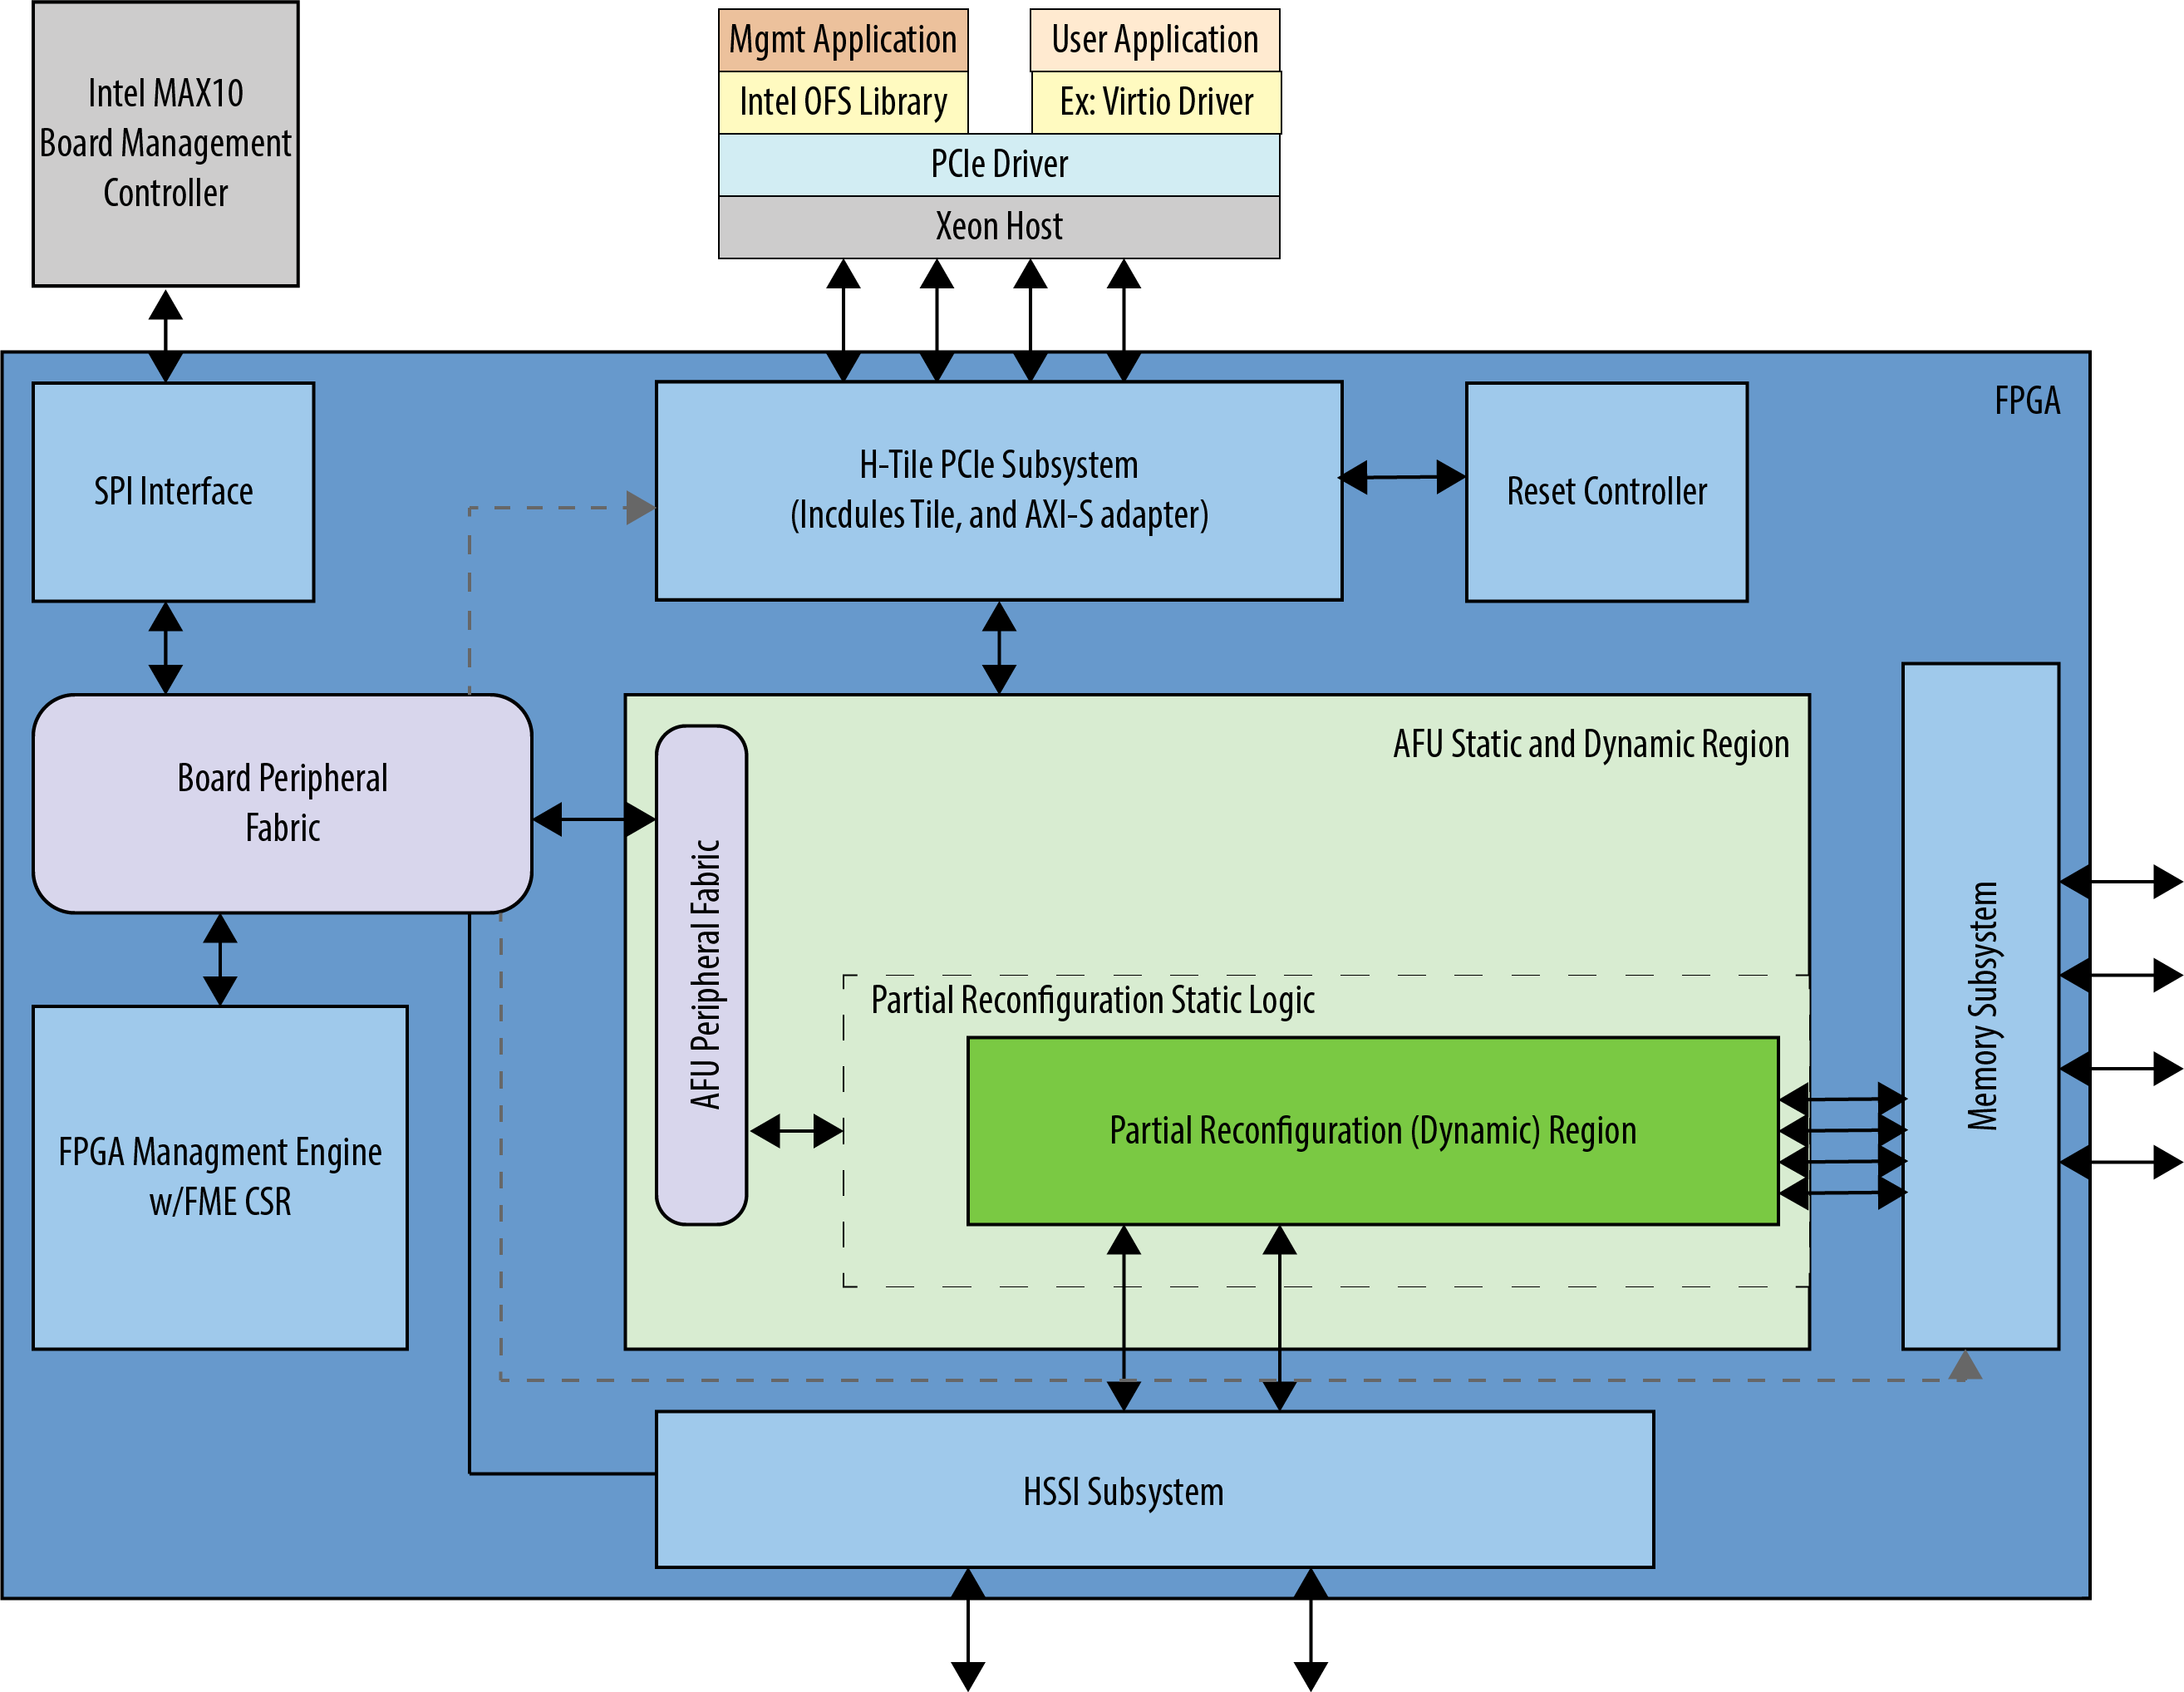 Intel MAX10
Board Management
Controller
Mgmt Application
User Application
Intel OFS Library
Ex: Virtio Driver
PCIe Driver
Xeon Host
FPGA
SPI Interface
H-Tile PCIe Subsystem
(Incdules Tile, and AXI-S adapter)
Reset Controller
Board Peripheral
Fabric
AFU Static and Dynamic Region
AFU Peripheral Fabric
Memory Subsystem
Partial Reconfiguration Static Logic
Partial Reconfiguration (Dynamic) Region
FPGA Managment Engine
w/FME CSR
HSSI Subsystem